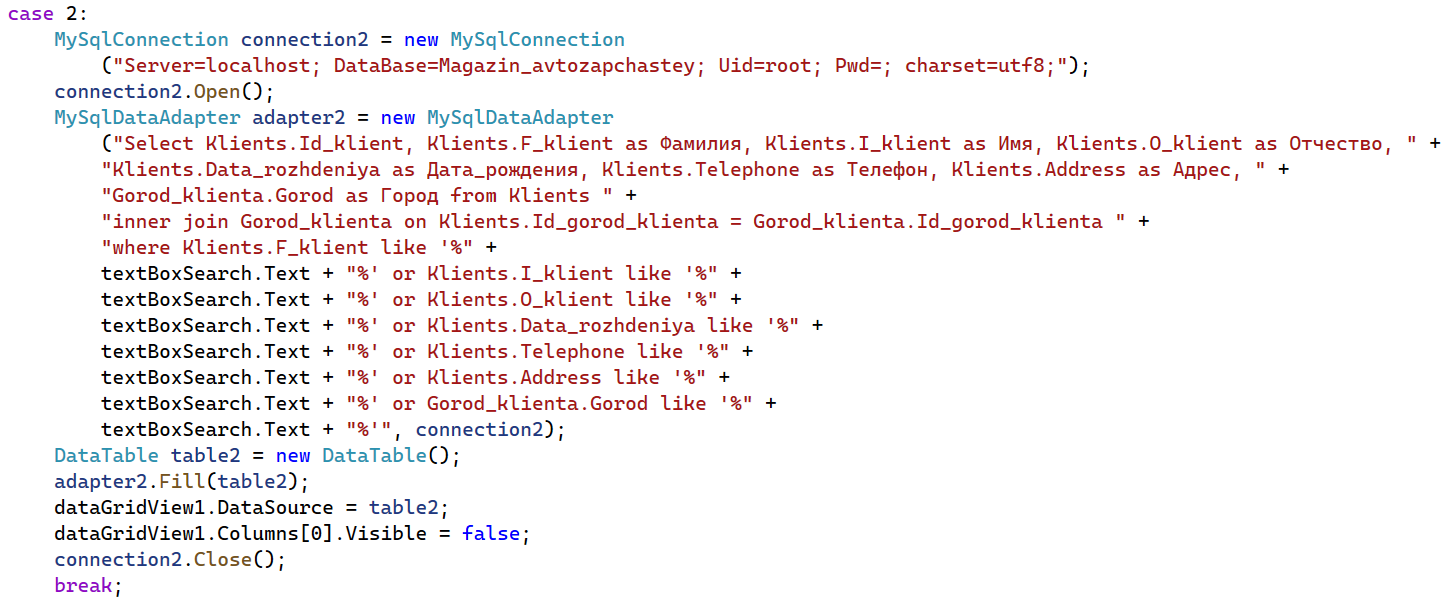 case 2:
MySqlConnection connection2 = new MySqlConnection
("Server=localhost; DataBase=Magazin_avtozapchastey; Uid=root; Pwd=; charset=utf8;");
connection2.Open();
MySqlDataAdapter adapter2 = new MySqlDataAdapter
("Select Klients.Id_klient, Klients.F_klient as Фамилия, Klients.I_klient as Имя, Klients.O_klient as Отчество, " +
"Klients.Data_rozhdeniya as Дата_рождения, Klients.Telephone as Телефон, Klients.Address as Адрес, " +
"Gorod_klienta.Gorod as Город from Klients " +
"inner join Gorod_klienta on Klients.Id_gorod_klienta = Gorod_klienta.Id_gorod_klienta " +
"where Klients.F_klient like '%" +
textBoxSearch.Text + "%' or Klients.I_klient like '%" +
textBoxSearch.Text + "%' or Klients.O_klient like '%" +
textBoxSearch.Text + "%' or Klients.Data_rozhdeniya like '%" +
textBoxSearch.Text + "%' or Klients.Telephone like '%" +
textBoxSearch.Text + "%' or Klients.Address like '%" +
textBoxSearch.Text + "%' or Gorod_klienta.Gorod like '%" +
textBoxSearch.Text + "%'", connection2);
DataTable table2 = new DataTable();
adapter2.Fill(table2);
dataGridView1.DataSource = table2;
dataGridView1.Columns[0].Visible = false;
connection2.Close();
break;